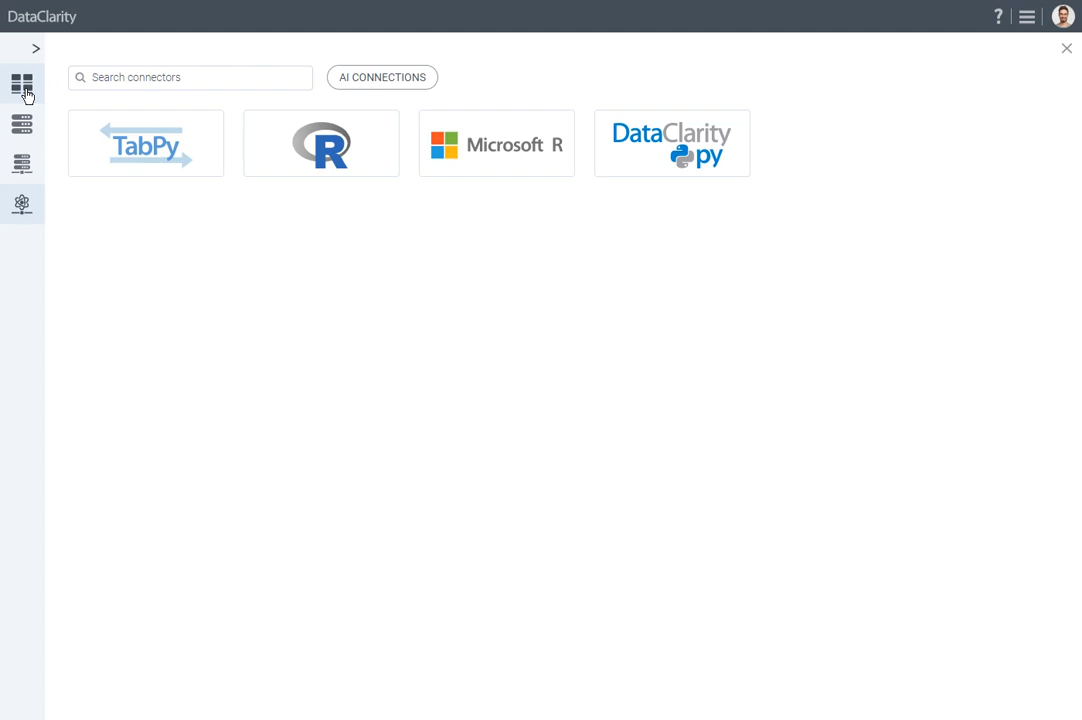 DataClarity
?
>
Search connectors
AI CONNECTIONS
TabPy
R
Microsoft R
DataClarity
py